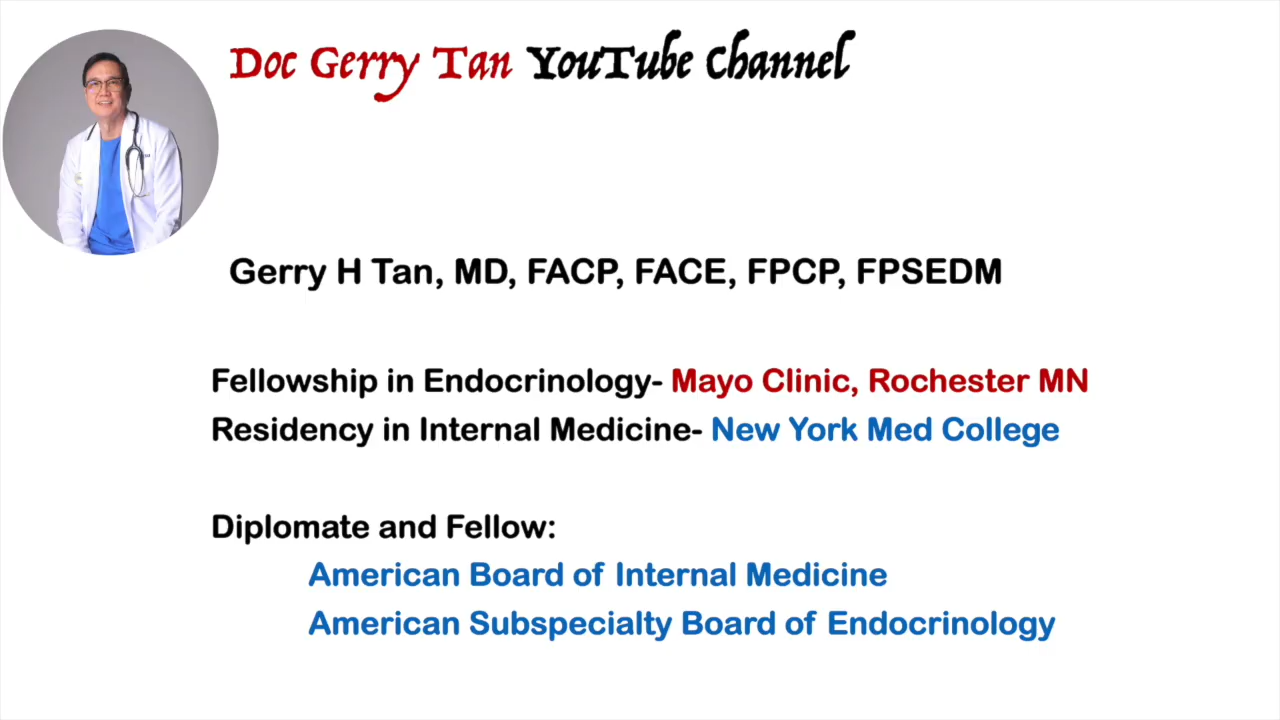 Doc Gerry Tan YouTube Channel
Gerry H Tan, MD, FACP, FACE, FPCP, FPSEDM
Fellowship in Endocrinology- Mayo Clinic, Rochester MN
Residency in Internal Medicine- New York Med College
Diplomate and Fellow:
American Board of Internal Medicine
American Subspecialty Board of Endocrinology